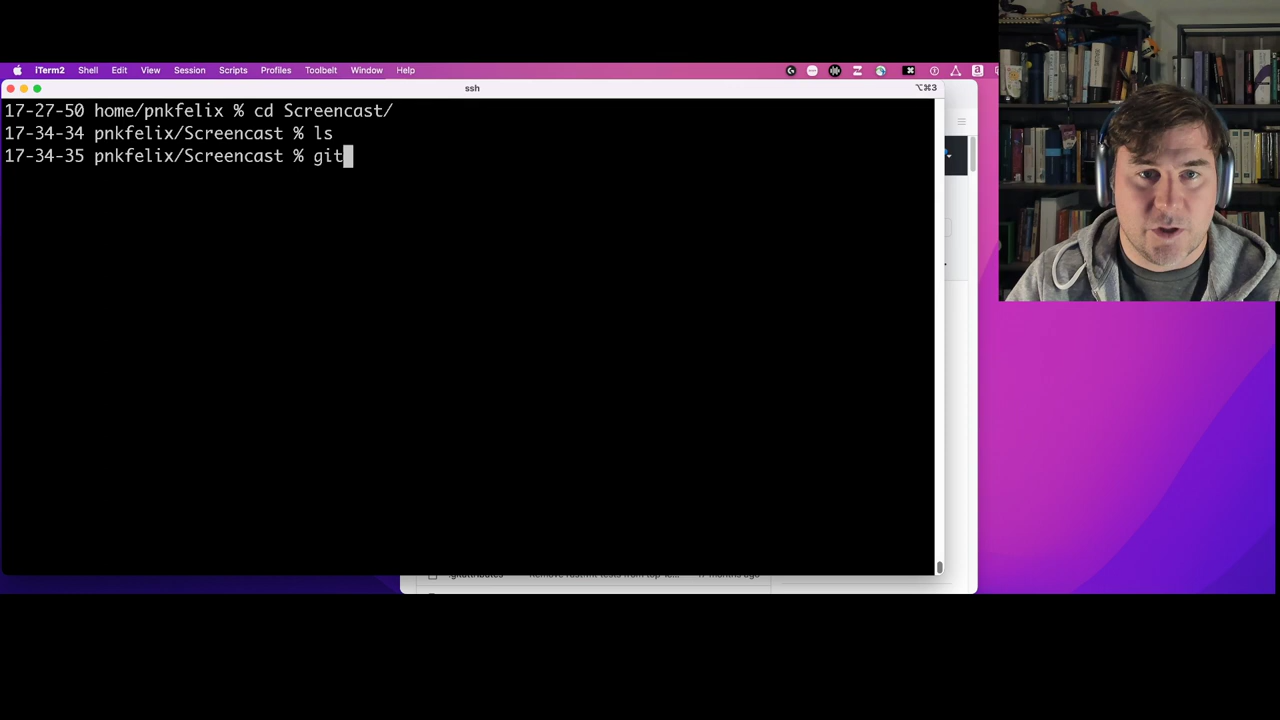 iTerm2 Shell Edit View Session Scripts Profiles Toolbelt Window Help
ssh
⌥⌘3
17-27-50 home/pnkfelix % cd Screencast/
17-34-34 pnkfelix/Screencast % ls
17-34-35 pnkfelix/Screencast % git